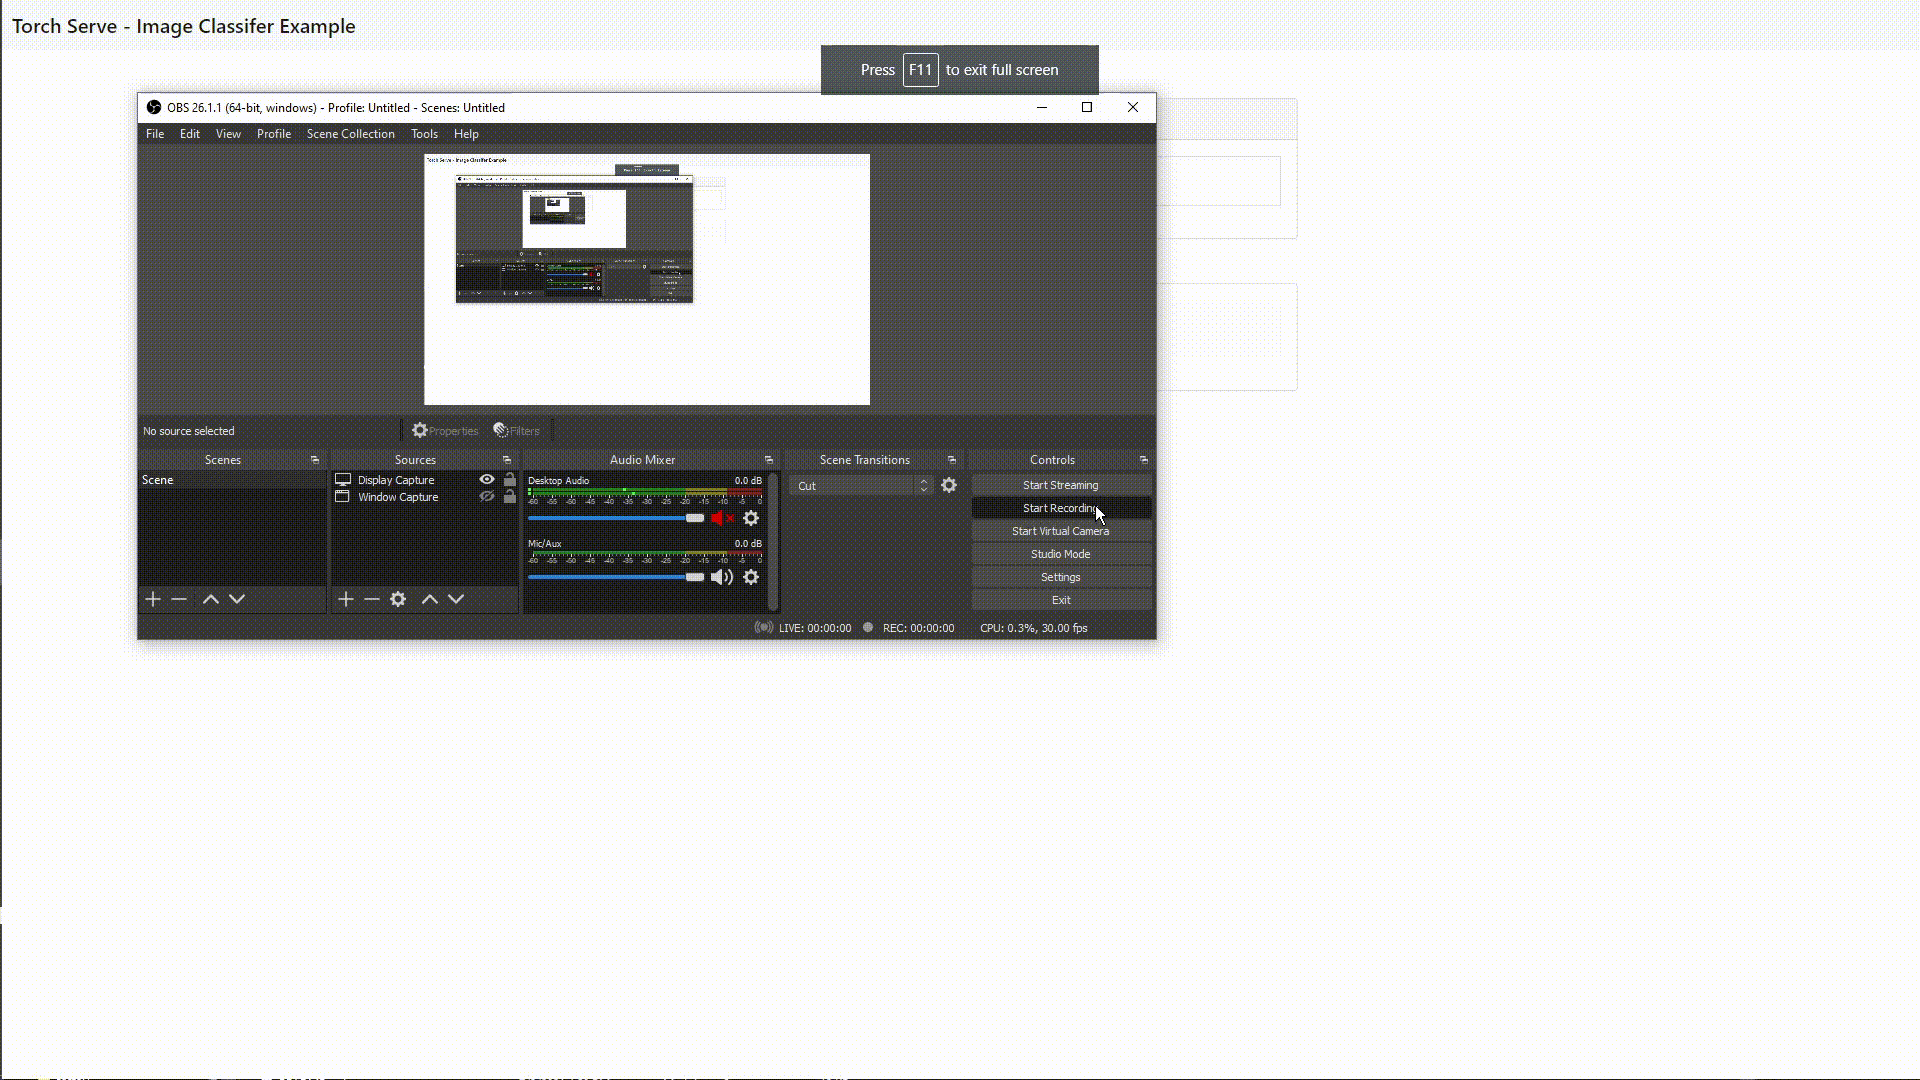 Torch Serve - Image Classifer Example
Press F11 to exit full screen
OBS 26.1.1 (64-bit, windows) - Profile: Untitled - Scenes: Untitled
File Edit View Profile Scene Collection Tools Help
Torch Serve - Image Classifer Example
No source selected Properties Filters
Scenes Sources Audio Mixer Scene Transitions Controls
Scene
Display Capture
Window Capture
Desktop Audio 0.0 dB
-60 -55 -50 -45 -40 -35 -30 -25 -20 -15 -10 -5 0
Mic/Aux 0.0 dB
-60 -55 -50 -45 -40 -35 -30 -25 -20 -15 -10 -5 0
Cut
Start Streaming
Start Recording
Start Virtual Camera
Studio Mode
Settings
Exit
LIVE: 00:00:00 REC: 00:00:00 CPU: 0.3%, 30.00 fps